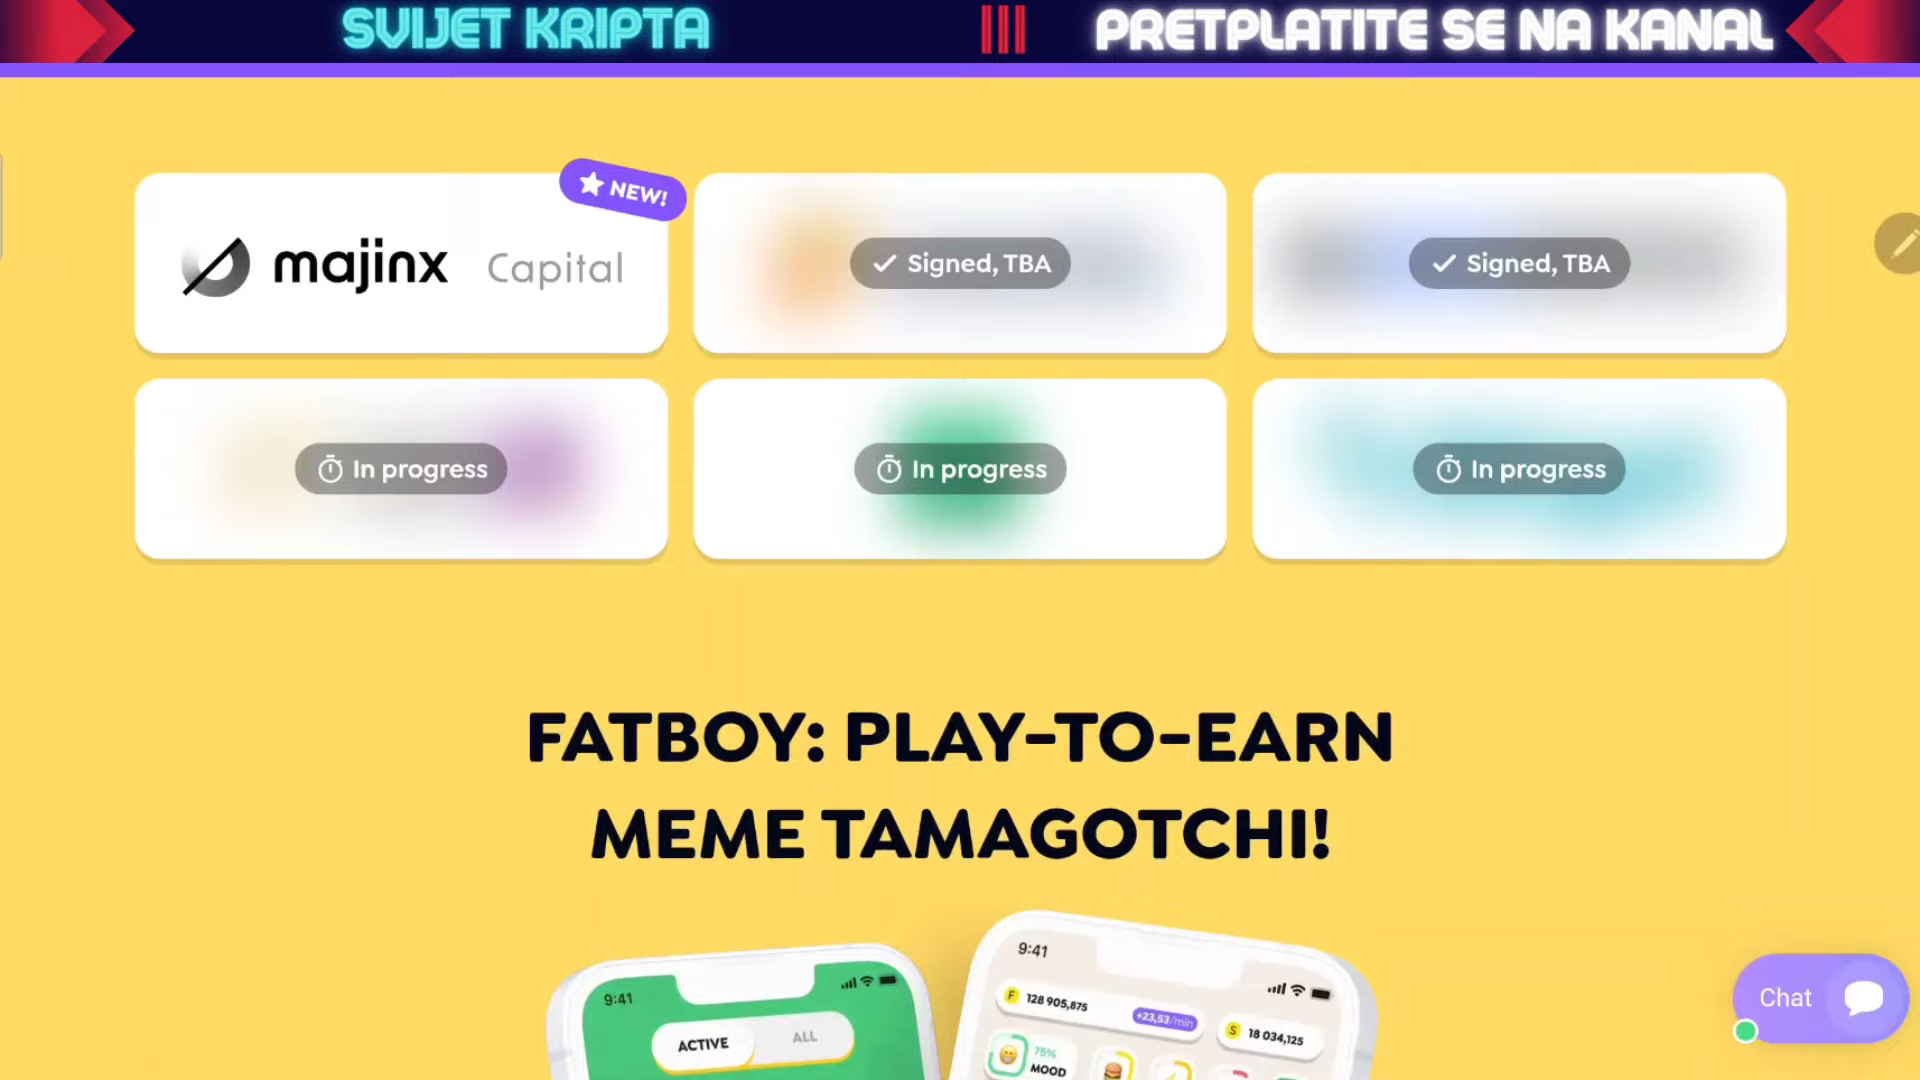 SVIJET KRIPTA
PRETPLATITE SE NA KANAL
NEW!
majinx Capital
Signed, TBA
Signed, TBA
In progress
In progress
In progress
FATBOY: PLAY-TO-EARN
MEME TAMAGOTCHI!
9:41
ACTIVE
ALL
9:41
F 128 905,875
+23,53/min
S 18 034,125
75%
MOOD
Chat